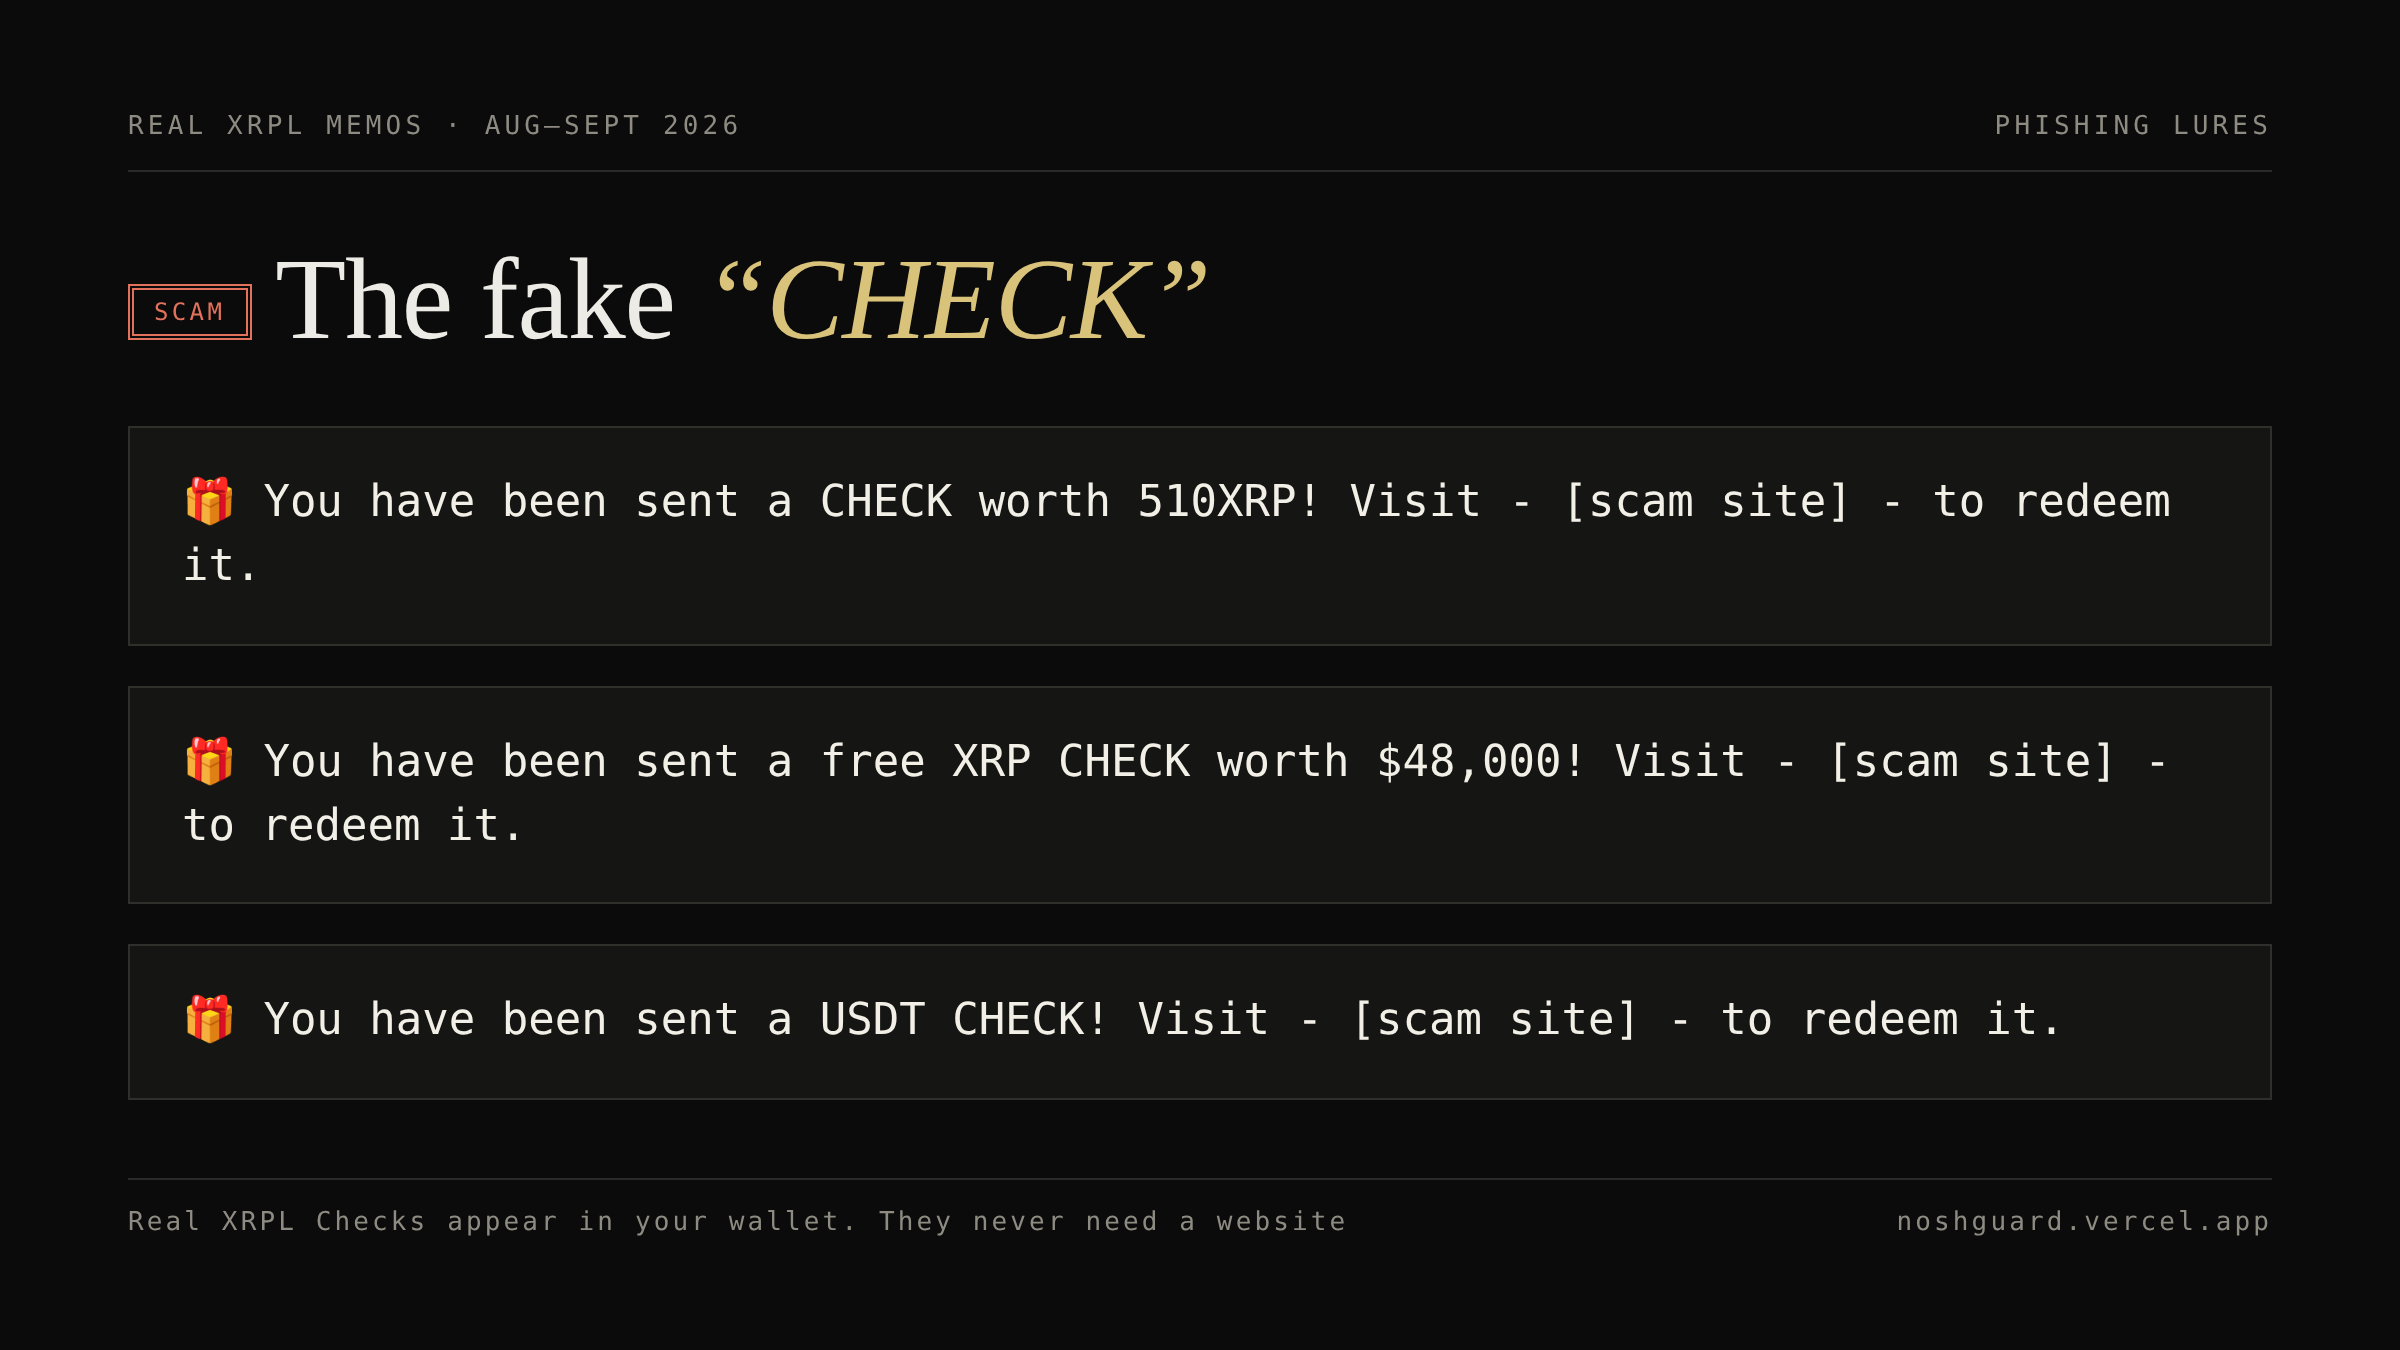 REAL XRPL MEMOS · AUG—SEPT 2026
PHISHING LURES
SCAM
The fake “CHECK”
🎁 You have been sent a CHECK worth 510XRP! Visit - [scam site] - to redeem
it.
🎁 You have been sent a free XRP CHECK worth $48,000! Visit - [scam site] -
to redeem it.
🎁 You have been sent a USDT CHECK! Visit - [scam site] - to redeem it.
Real XRPL Checks appear in your wallet. They never need a website
noshguard.vercel.app